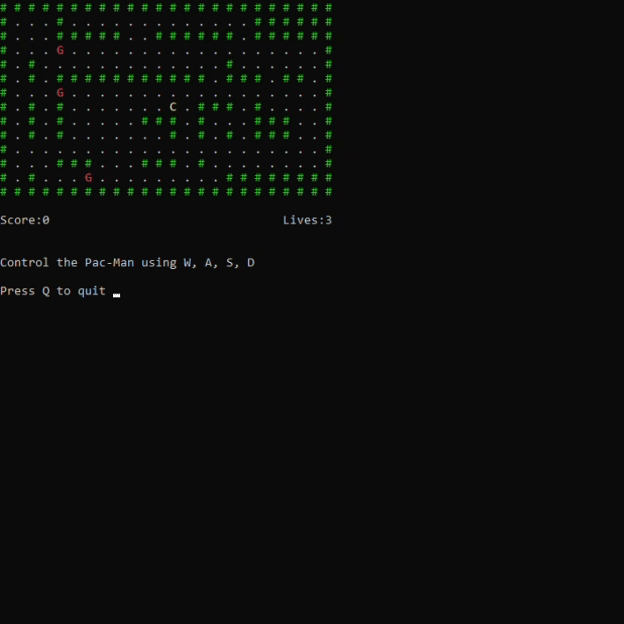 # # # # # # # # # # # # # # # # # # # # # # # #
# . . . # . . . . . . . . . . . . . # # # # # #
# . . . # # # # # . . # # # # # # . # # # # # #
# . . . G . . . . . . . . . . . . . . . . . . #
# . # . . . . . . . . . . . . . # . . . . . . #
# . # . # # # # # # # # # # # . # # # . # # . #
# . . . G . . . . . . . . . . . . . . . . . . #
# . # . # . . . . . . . C . # # # . # . . . . #
# . # . # . . . . . # # # . # . . . # # # . . #
# . # . # . . . . . . . # . # . # . # # # . . #
# . . . . . . . . . . . . . . . . . . . . . . #
# . . . # # # . . . # # # . # . . . . . . . . #
# . # . . . G . . . . . . . . . # # # # # # # #
# # # # # # # # # # # # # # # # # # # # # # # #
Score:0 Lives:3
Control the Pac-Man using W, A, S, D
Press Q to quit